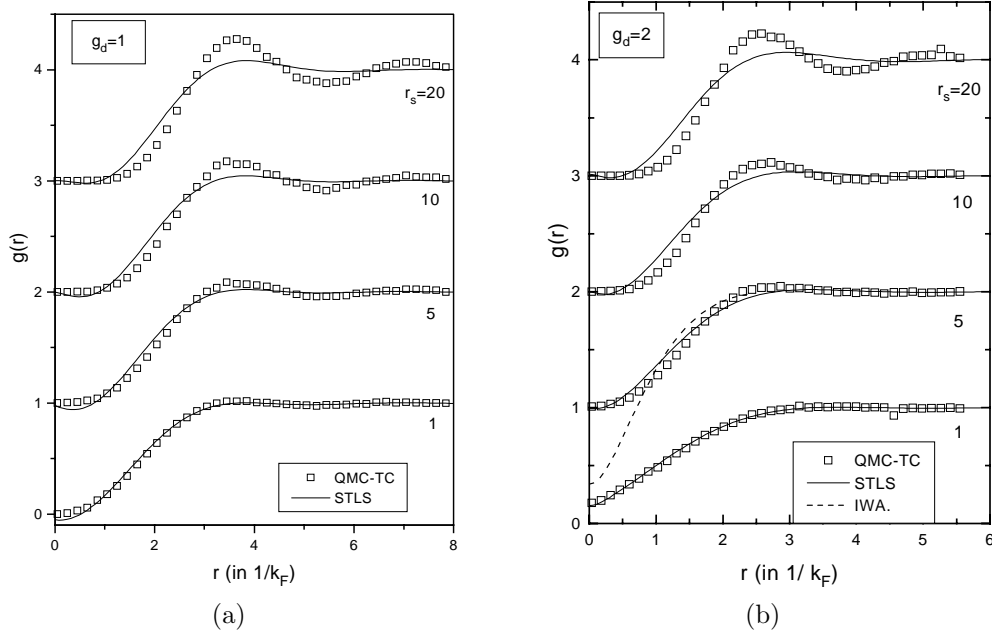 g_d=1
g(r)
4
3
2
1
0
r_s=20
10
5
1
QMC-TC
STLS
0 2 4 6 8
r (in 1/k_F)
(a)
g_d=2
g(r)
4
3
2
1
0
r_s=20
10
5
1
QMC-TC
STLS
IWA.
0 1 2 3 4 5 6
r (in 1/ k_F)
(b)